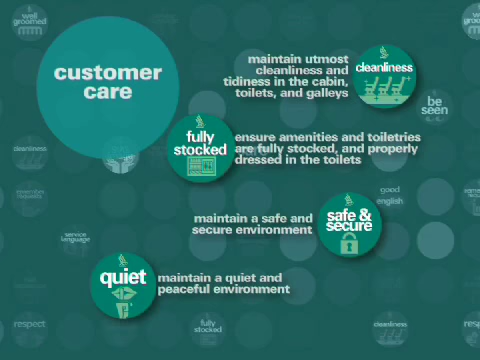 well
groomed
customer
care
maintain utmost
cleanliness and
tidiness in the cabin,
toilets, and galleys
cleanliness
be
seen
fully
stocked
ensure amenities and toiletries
are fully stocked, and properly
dressed in the toilets
cleanliness
good
english
maintain a safe and
secure environment
safe &
secure
service
language
quiet
maintain a quiet and
peaceful environment
respect
fully
stocked
cleanliness